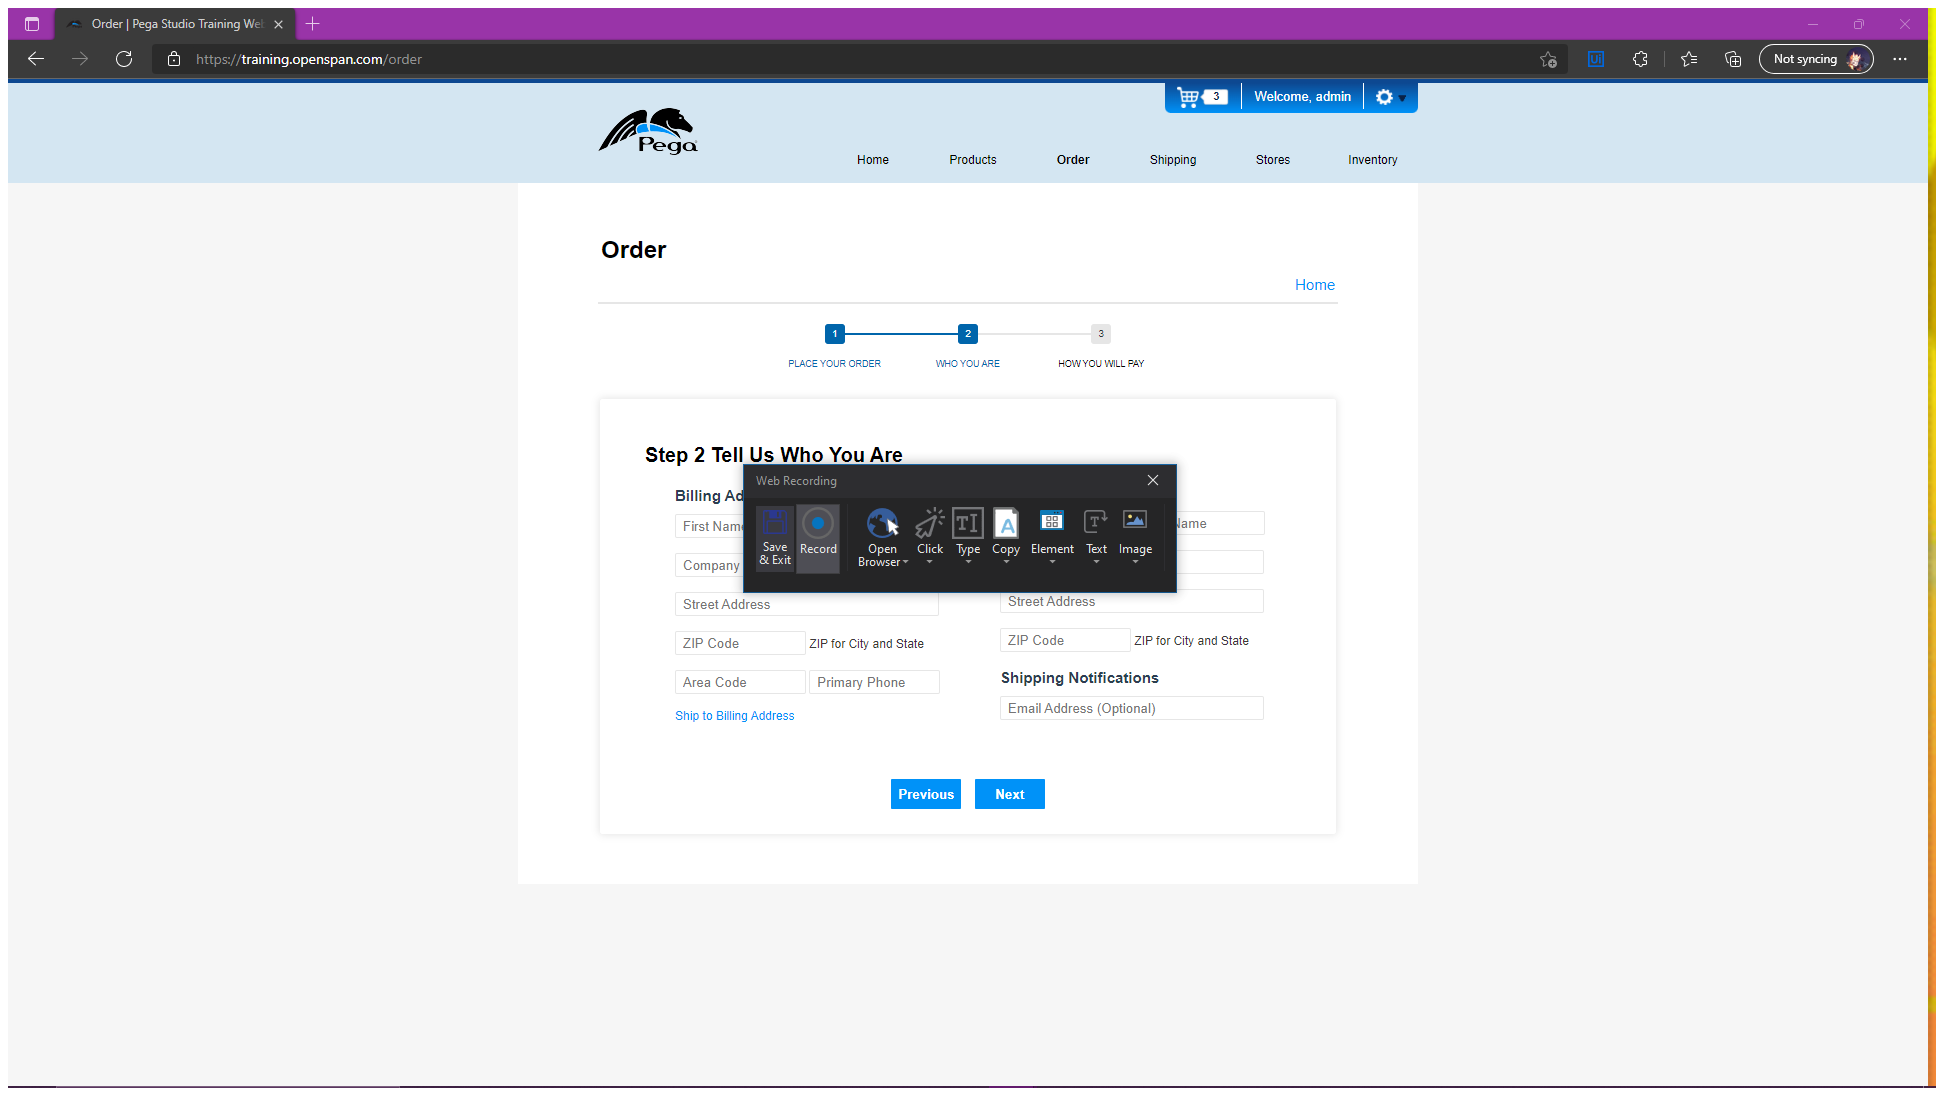 Order | Pega Studio Training We
https://training.openspan.com/order
Not syncing
3
Welcome, admin
Pega
Home
Products
Order
Shipping
Stores
Inventory
Order
Home
1
2
3
PLACE YOUR ORDER
WHO YOU ARE
HOW YOU WILL PAY
Step 2 Tell Us Who You Are
Web Recording
Save & Exit
Record
Open Browser
Click
Type
Copy
Element
Text
Image
Billing Ad
First Name
Name
Company
Street Address
Street Address
ZIP Code
ZIP for City and State
ZIP Code
ZIP for City and State
Area Code
Primary Phone
Shipping Notifications
Email Address (Optional)
Ship to Billing Address
Previous
Next